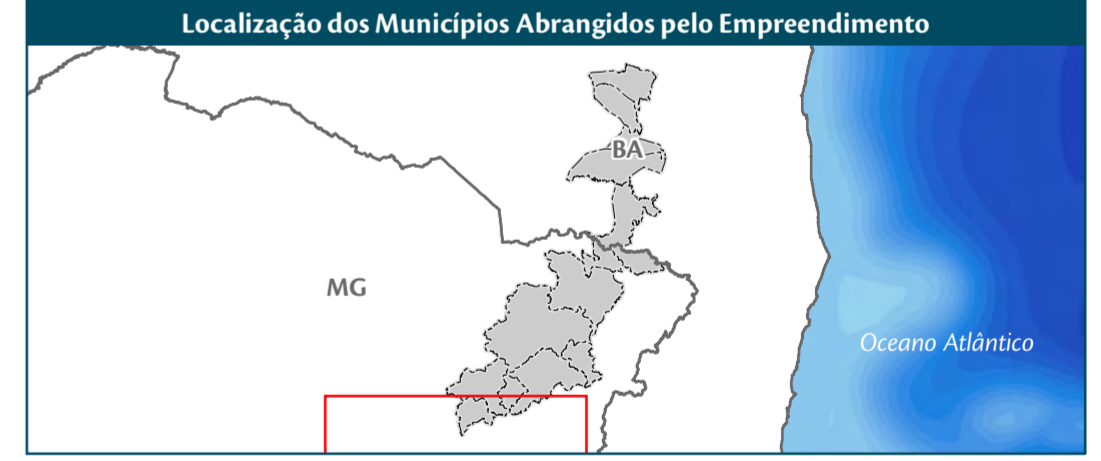 Localização dos Municípios Abrangidos pelo Empreendimento
BA
MG
Oceano Atlântico